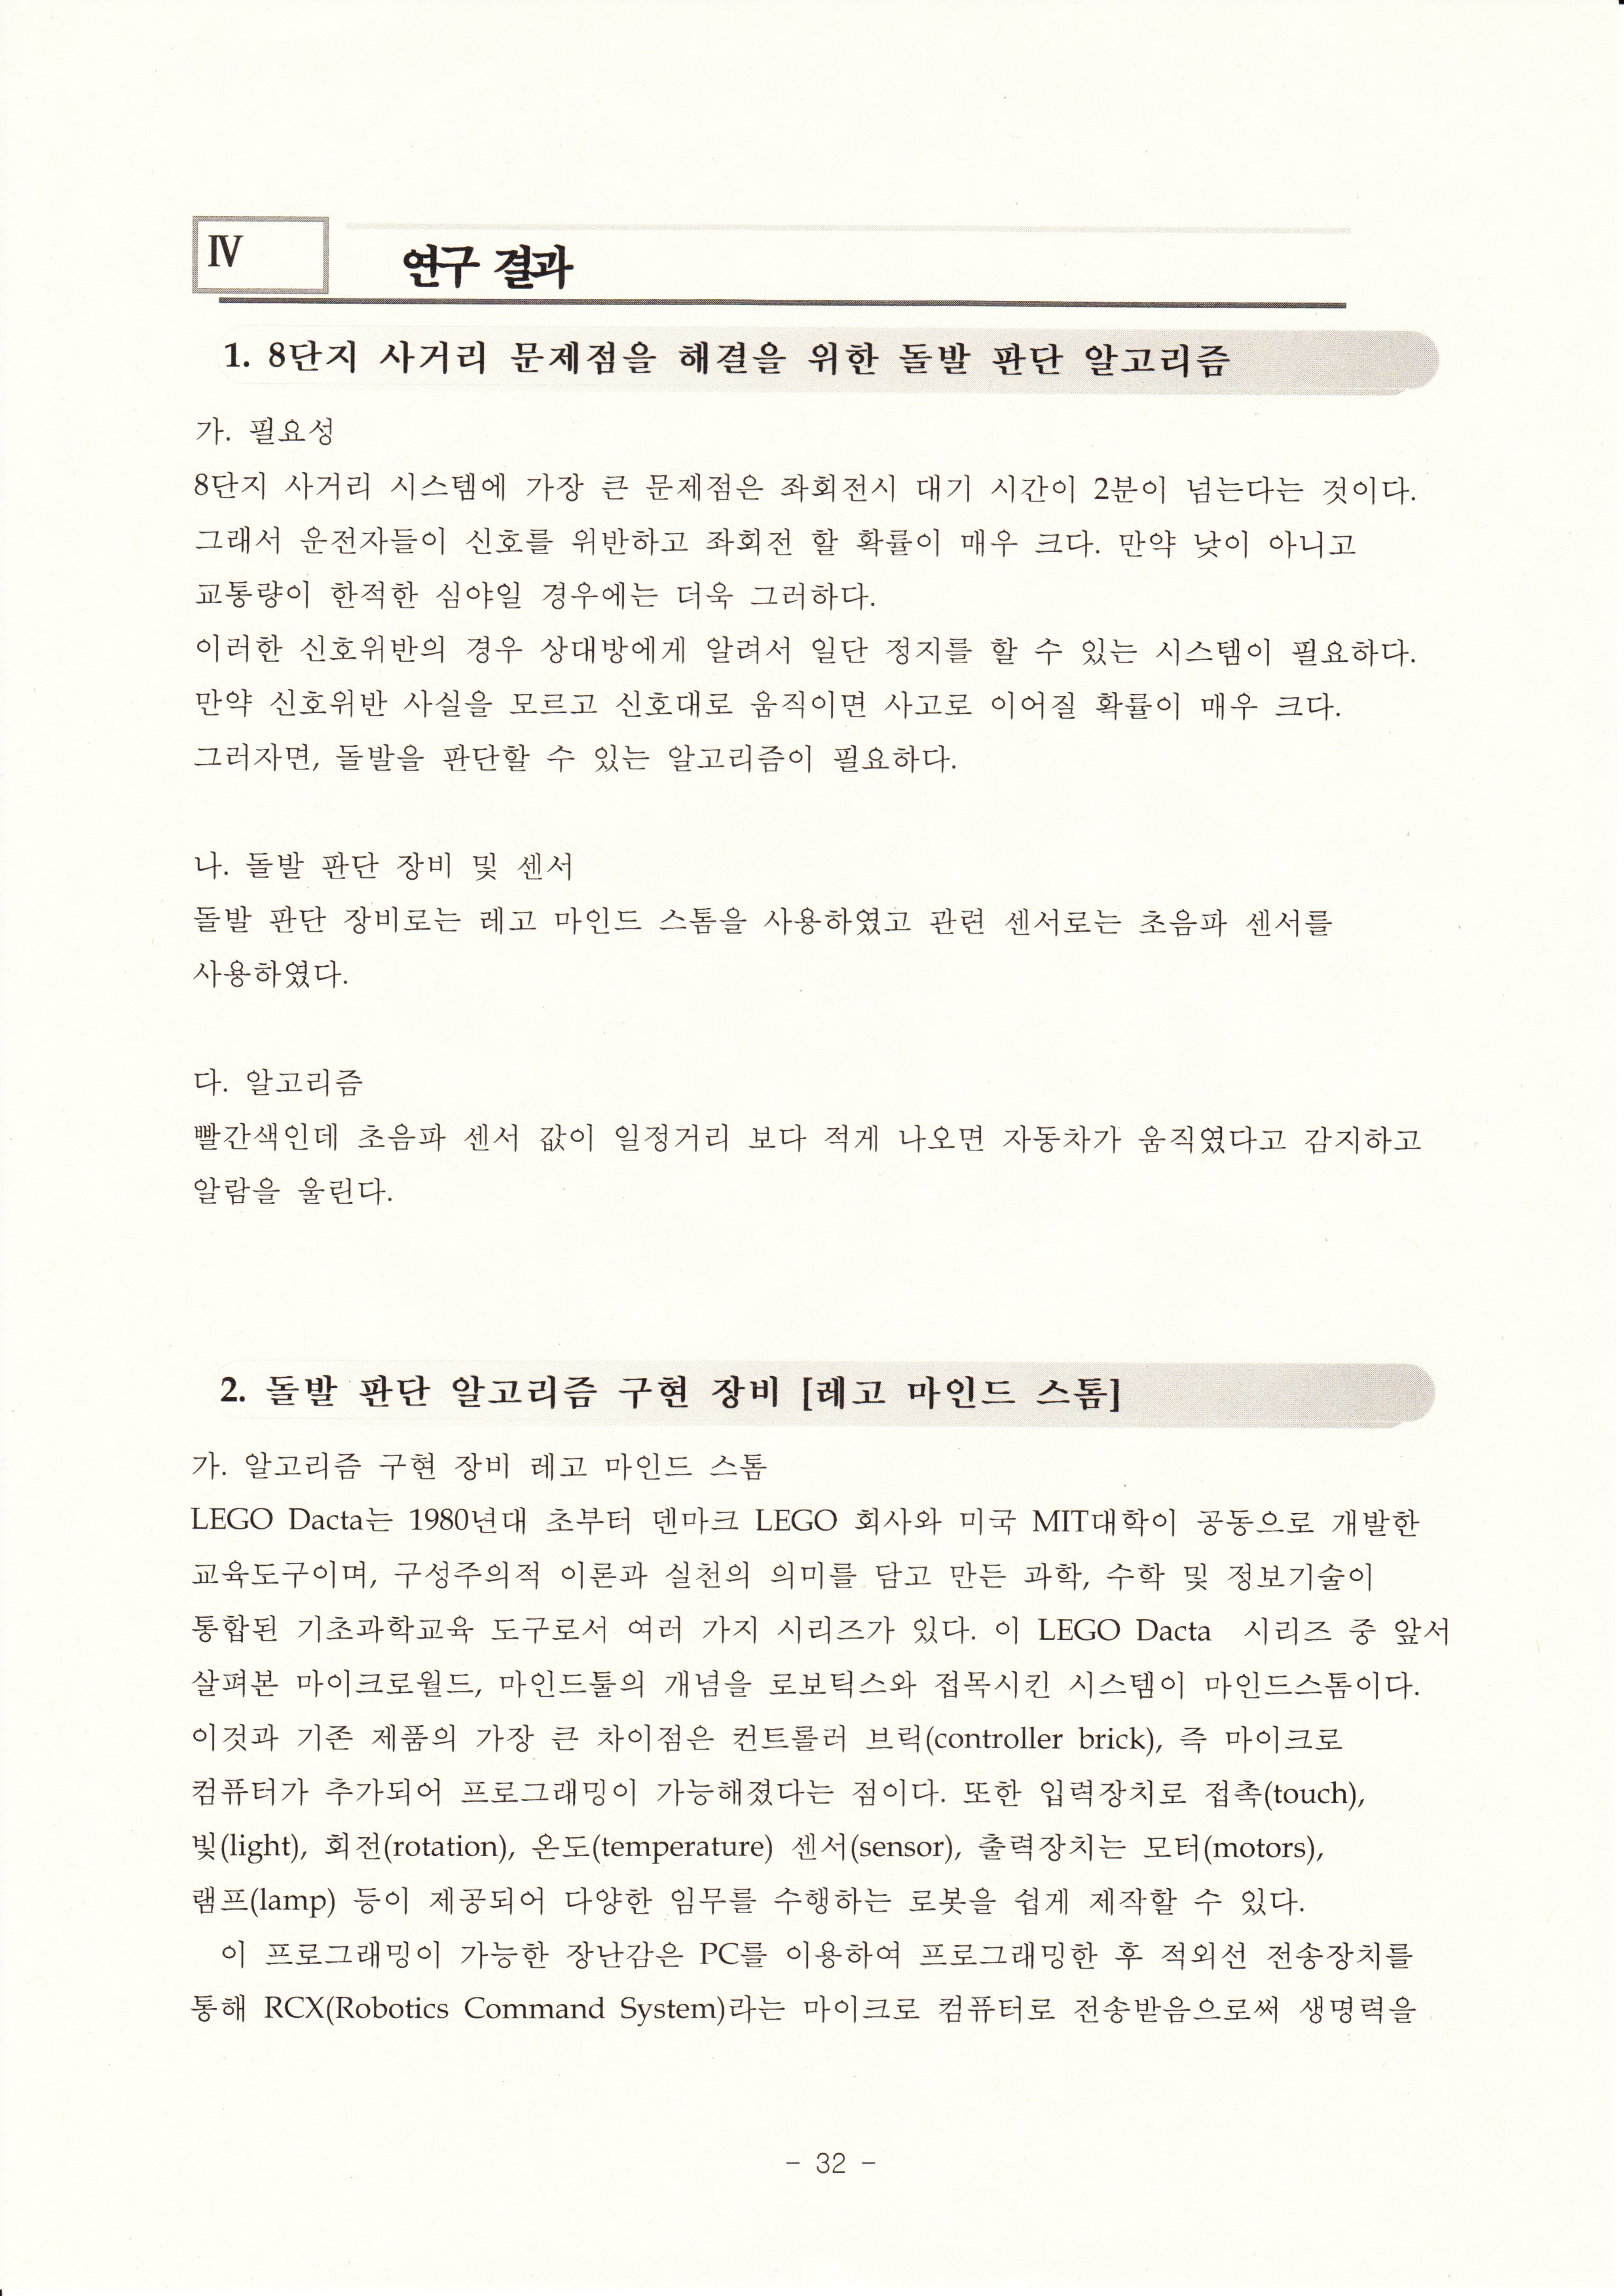 Ⅳ
연구 결과
1. 8단지 사거리 문제점을 해결을 위한 돌발 판단 알고리즘
가. 필요성
8단지 사거리 시스템에 가장 큰 문제점은 좌회전시 대기 시간이 2분이 넘는다는 것이다.
그래서 운전자들이 신호를 위반하고 좌회전 할 확률이 매우 크다. 만약 낮이 아니고
교통량이 한적한 심야일 경우에는 더욱 그러하다.
이러한 신호위반의 경우 상대방에게 알려서 일단 정지를 할 수 있는 시스템이 필요하다.
만약 신호위반 사실을 모르고 신호대로 움직이면 사고로 이어질 확률이 매우 크다.
그러자면, 돌발을 판단할 수 있는 알고리즘이 필요하다.
나. 돌발 판단 장비 및 센서
돌발 판단 장비로는 레고 마인드 스톰을 사용하였고 관련 센서로는 초음파 센서를
사용하였다.
다. 알고리즘
빨간색인데 초음파 센서 값이 일정거리 보다 적게 나오면 자동차가 움직였다고 감지하고
알람을 울린다.
2. 돌발 판단 알고리즘 구현 장비 [레고 마인드 스톰]
가. 알고리즘 구현 장비 레고 마인드 스톰
LEGO Dacta는 1980년대 초부터 덴마크 LEGO 회사와 미국 MIT대학이 공동으로 개발한
교육도구이며, 구성주의적 이론과 실천의 의미를 담고 만든 과학, 수학 및 정보기술이
통합된 기초과학교육 도구로서 여러 가지 시리즈가 있다. 이 LEGO Dacta 시리즈 중 앞서
살펴본 마이크로월드, 마인드툴의 개념을 로보틱스와 접목시킨 시스템이 마인드스톰이다.
이것과 기존 제품의 가장 큰 차이점은 컨트롤러 브릭(controller brick), 즉 마이크로
컴퓨터가 추가되어 프로그래밍이 가능해졌다는 점이다. 또한 입력장치로 접촉(touch),
빛(light), 회전(rotation), 온도(temperature) 센서(sensor), 출력장치는 모터(motors),
램프(lamp) 등이 제공되어 다양한 임무를 수행하는 로봇을 쉽게 제작할 수 있다.
이 프로그래밍이 가능한 장난감은 PC를 이용하여 프로그래밍한 후 적외선 전송장치를
통해 RCX(Robotics Command System)라는 마이크로 컴퓨터로 전송받음으로써 생명력을
- 32 -